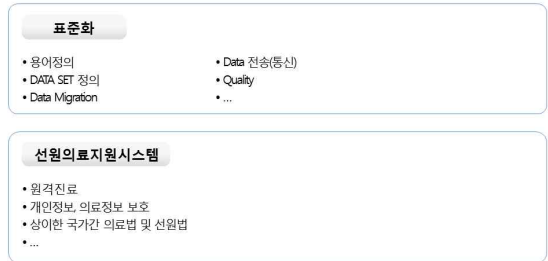 표준화
• 용어정의
• DATA SET 정의
• Data Migration
• Data 전송(통신)
• Quality
• ...
선원의료지원시스템
• 원격진료
• 개인정보, 의료정보 보호
• 상이한 국가간 의료법 및 선원법
• ...